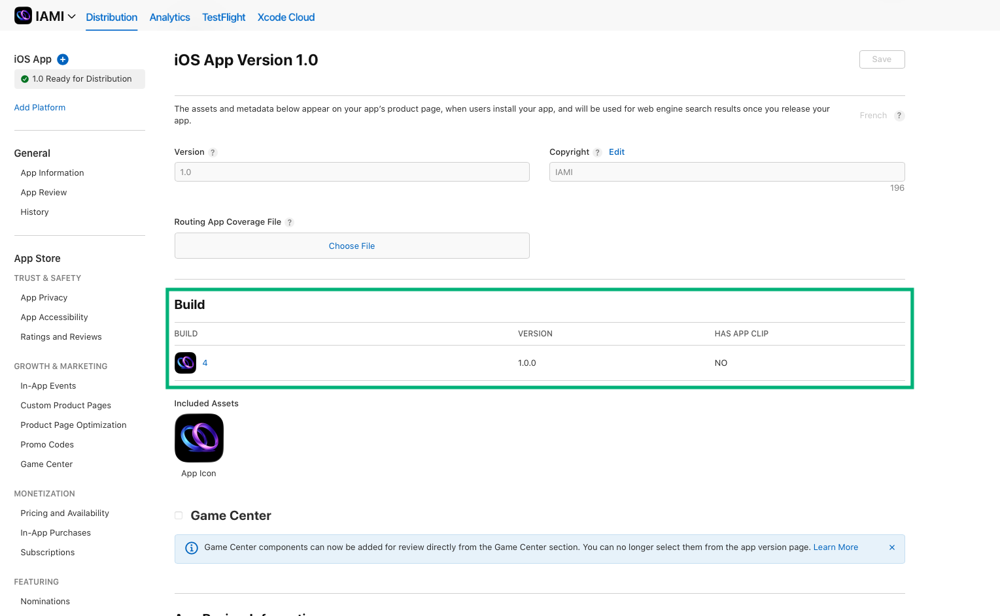 IAMI
Distribution
Analytics
TestFlight
Xcode Cloud
iOS App
1.0 Ready for Distribution
Add Platform
General
App Information
App Review
History
App Store
TRUST & SAFETY
App Privacy
App Accessibility
Ratings and Reviews
GROWTH & MARKETING
In-App Events
Custom Product Pages
Product Page Optimization
Promo Codes
Game Center
MONETIZATION
Pricing and Availability
In-App Purchases
Subscriptions
FEATURING
Nominations
iOS App Version 1.0
Save
The assets and metadata below appear on your app’s product page, when users install your app, and will be used for web engine search results once you release your
app.
French ?
Version ?
1.0
Copyright ? Edit
IAMI
196
Routing App Coverage File ?
Choose File
Build
BUILD VERSION HAS APP CLIP
4 1.0.0 NO
Included Assets
App Icon
Game Center
Game Center components can now be added for review directly from the Game Center section. You can no longer select them from the app version page. Learn More